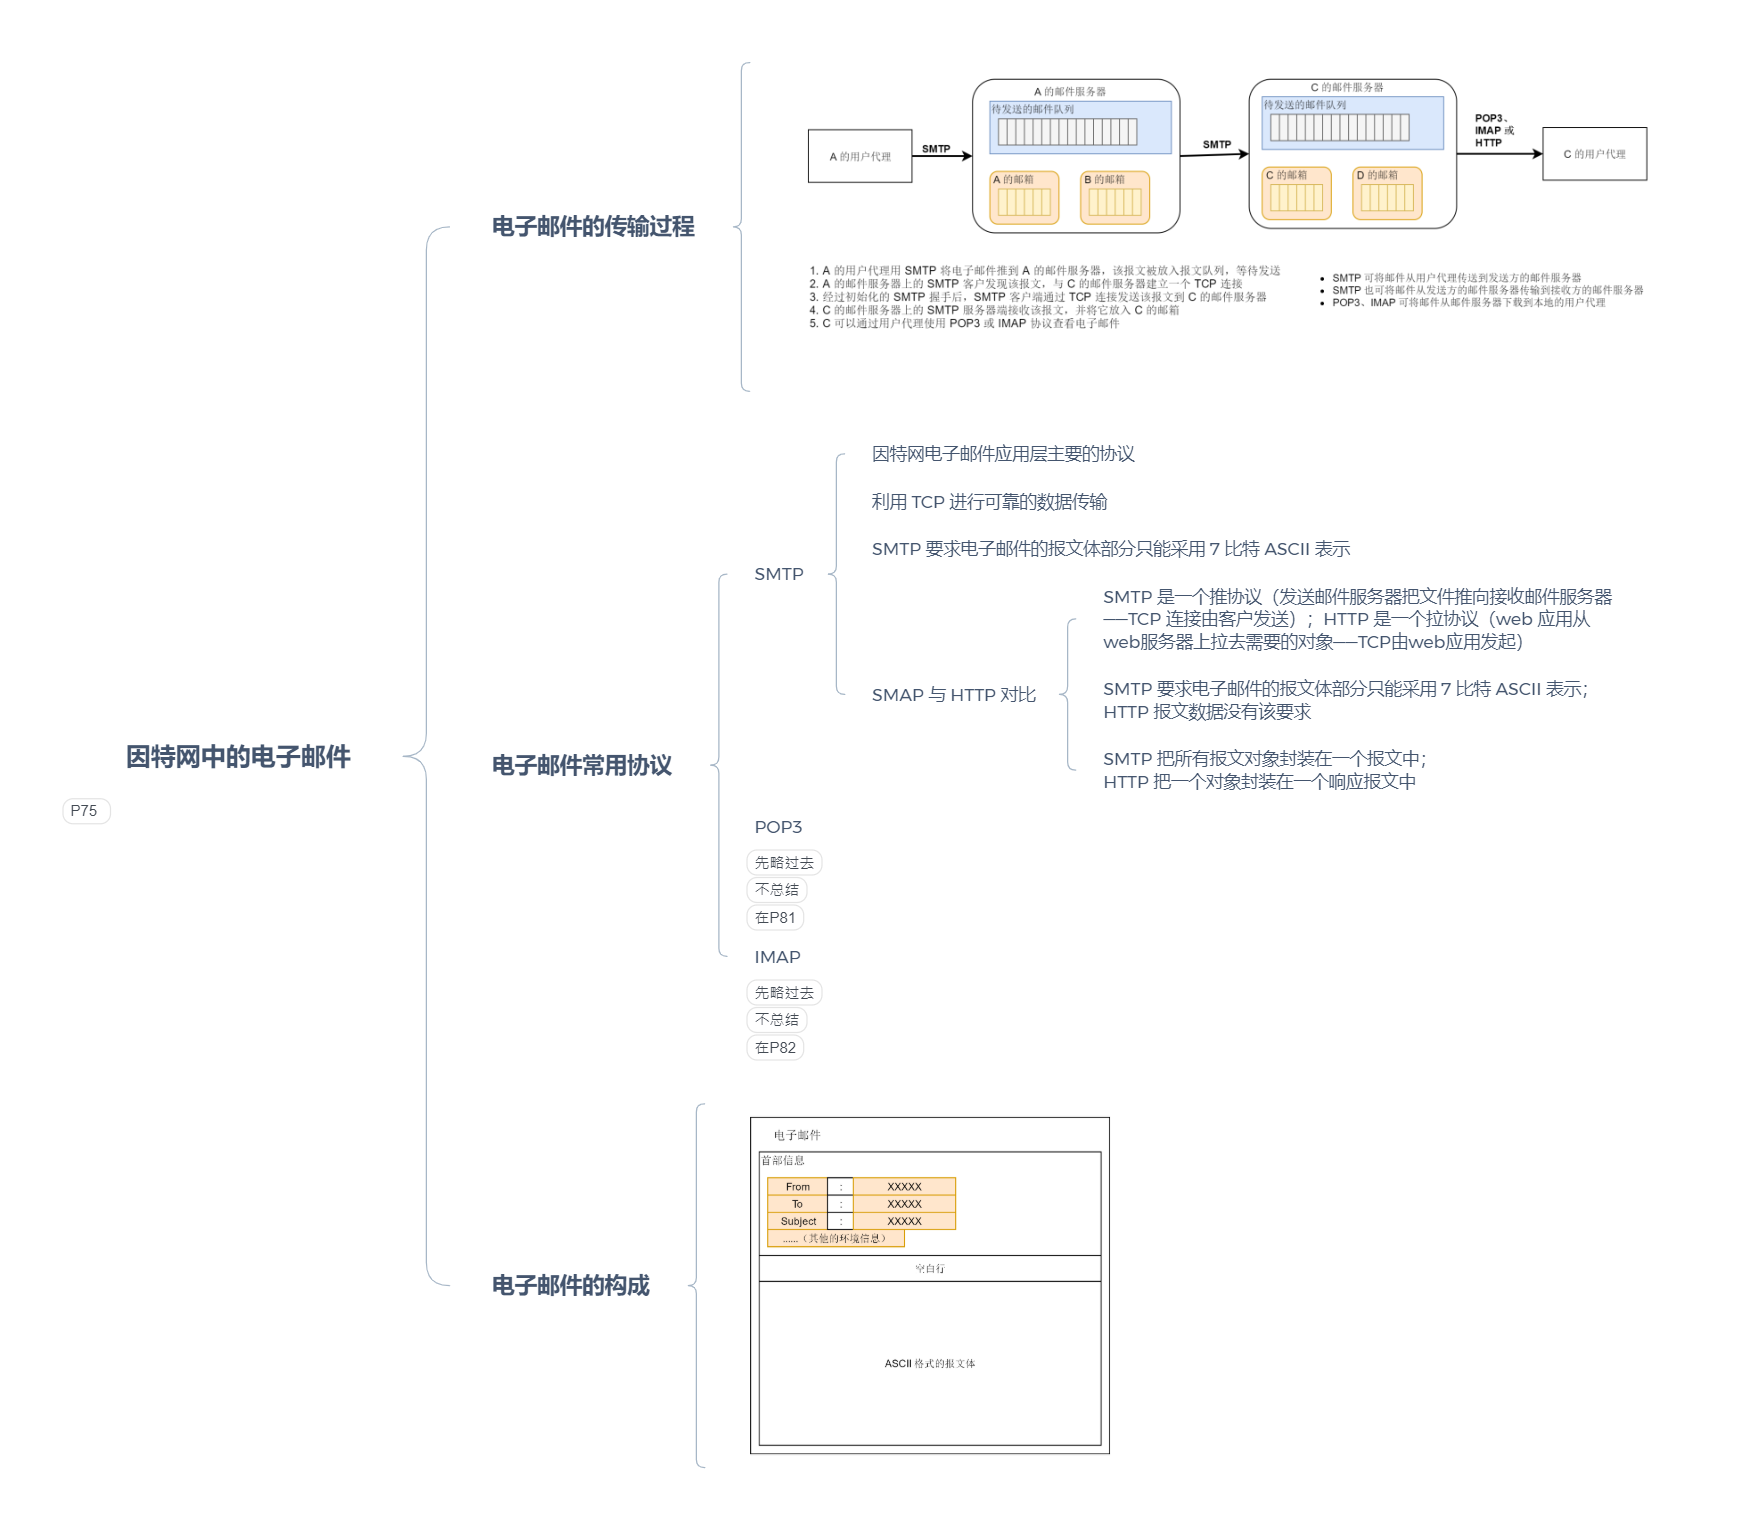 因特网中的电子邮件
P75
电子邮件的传输过程
A 的用户代理
SMTP
A 的邮件服务器
待发送的邮件队列
A 的邮箱
B 的邮箱
SMTP
C 的邮件服务器
待发送的邮件队列
C 的邮箱
D 的邮箱
POP3、
IMAP 或
HTTP
C 的用户代理
1. A 的用户代理用 SMTP 将电子邮件推到 A 的邮件服务器，该报文被放入报文队列，等待发送
2. A 的邮件服务器上的 SMTP 客户发现该报文，与 C 的邮件服务器建立一个 TCP 连接
3. 经过初始化的 SMTP 握手后，SMTP 客户端通过 TCP 连接发送该报文到 C 的邮件服务器
4. C 的邮件服务器上的 SMTP 服务器端接收该报文，并将它放入 C 的邮箱
5. C 可以通过用户代理使用 POP3 或 IMAP 协议查看电子邮件
• SMTP 可将邮件从用户代理传送到发送方的邮件服务器
• SMTP 也可将邮件从发送方的邮件服务器传输到接收方的邮件服务器
• POP3、IMAP 可将邮件从邮件服务器下载到本地的用户代理
电子邮件常用协议
SMTP
因特网电子邮件应用层主要的协议
利用 TCP 进行可靠的数据传输
SMTP 要求电子邮件的报文体部分只能采用 7 比特 ASCII 表示
SMAP 与 HTTP 对比
SMTP 是一个推协议（发送邮件服务器把文件推向接收邮件服务器
——TCP 连接由客户发送）；HTTP 是一个拉协议（web 应用从
web服务器上拉去需要的对象——TCP由web应用发起）
SMTP 要求电子邮件的报文体部分只能采用 7 比特 ASCII 表示；
HTTP 报文数据没有该要求
SMTP 把所有报文对象封装在一个报文中；
HTTP 把一个对象封装在一个响应报文中
POP3
先略过去
不总结
在P81
IMAP
先略过去
不总结
在P82
电子邮件的构成
电子邮件
首部信息
From : XXXXX
To : XXXXX
Subject : XXXXX
......（其他的环境信息）
空白行
ASCII 格式的报文体